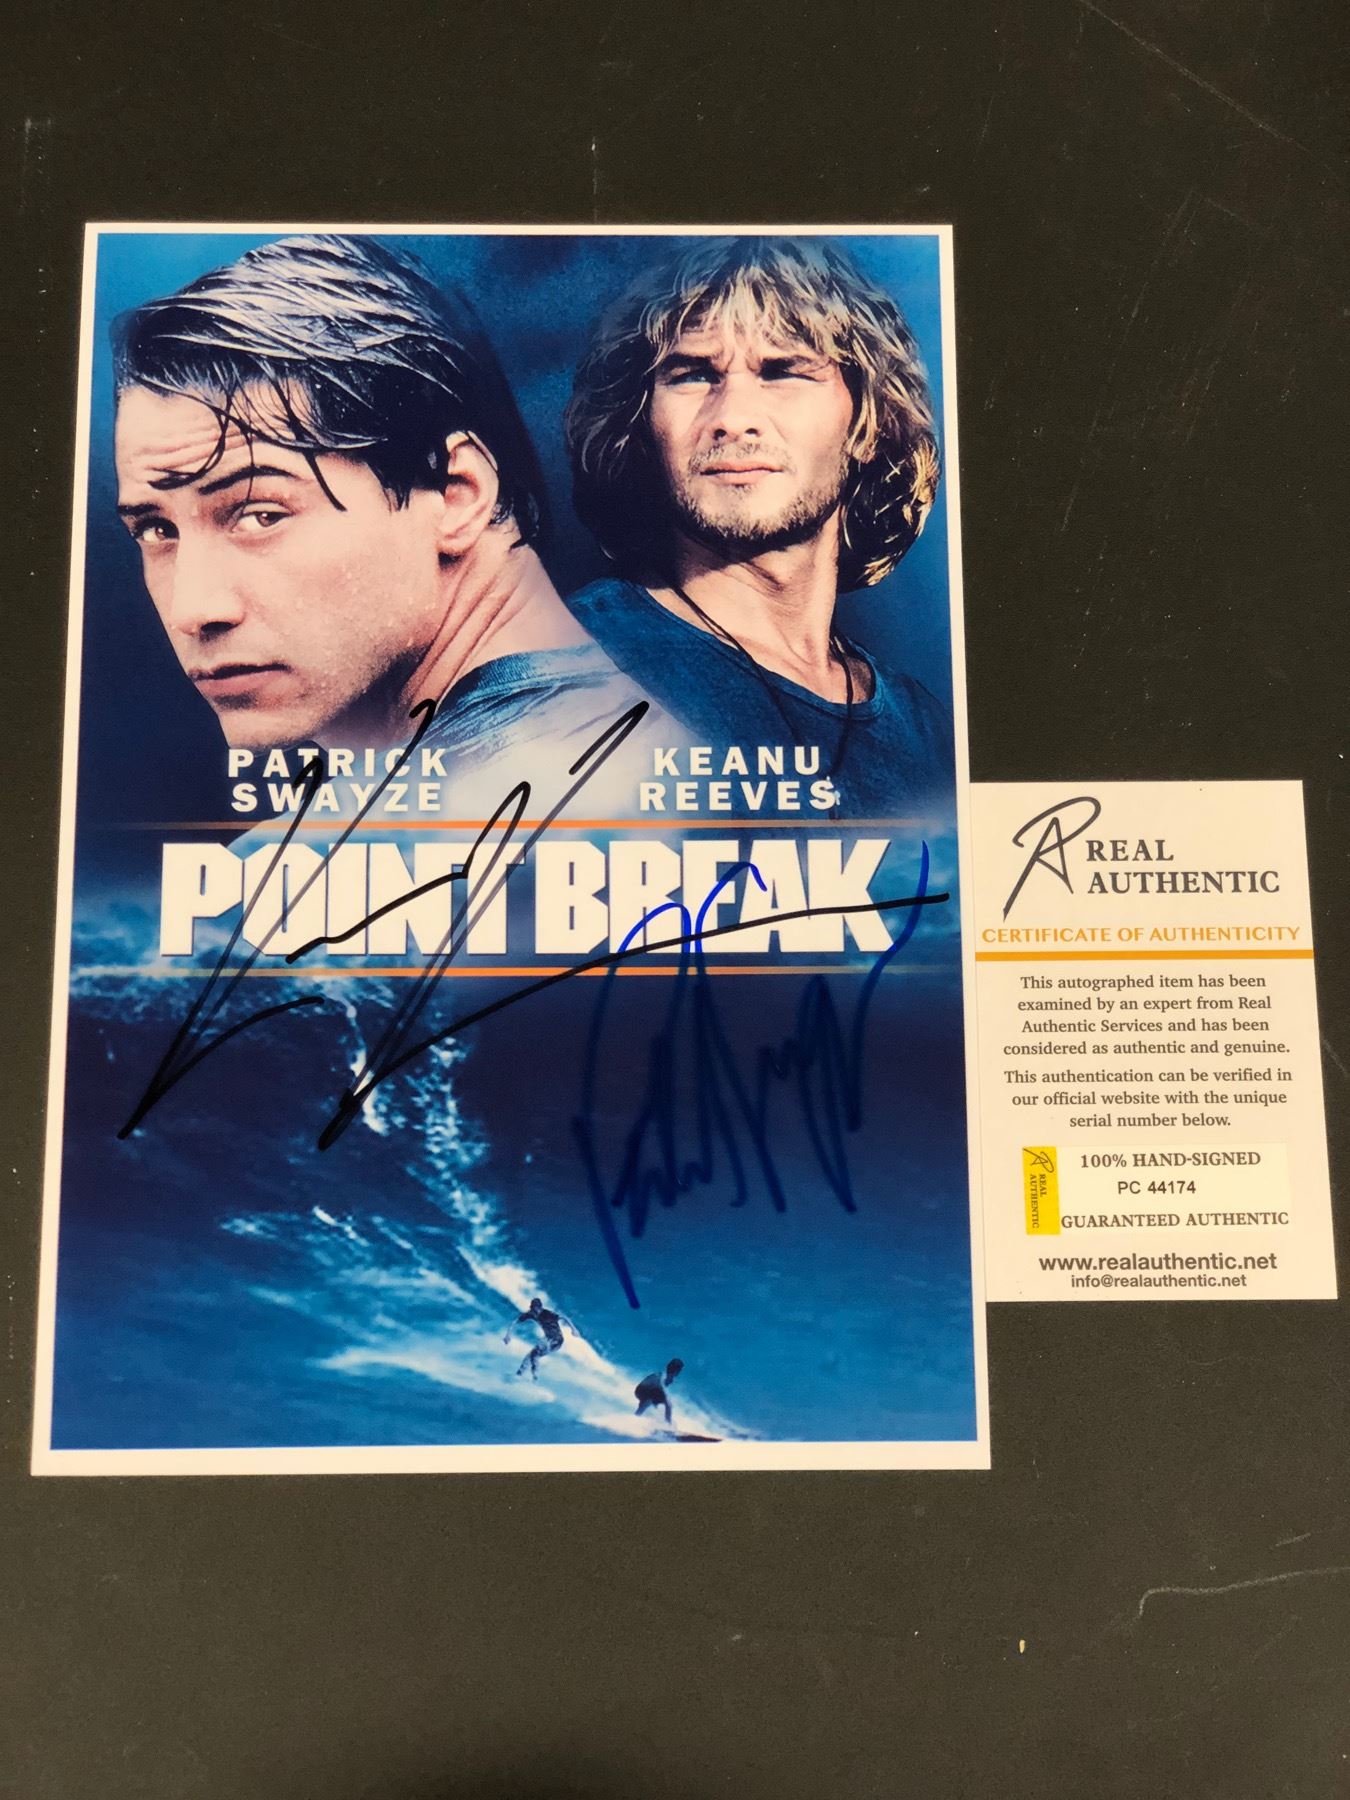 PATRICK
SWAYZE
KEANU
REEVES
POINT BREAK
REAL
AUTHENTIC
CERTIFICATE OF AUTHENTICITY
This autographed item has been
examined by an expert from Real
Authentic Services and has been
considered as authentic and genuine.
This authentication can be verified in
our official website with the unique
serial number below.
REAL
AUTHENTIC
100% HAND-SIGNED
PC 44174
GUARANTEED AUTHENTIC
www.realauthentic.net
info@realauthentic.net